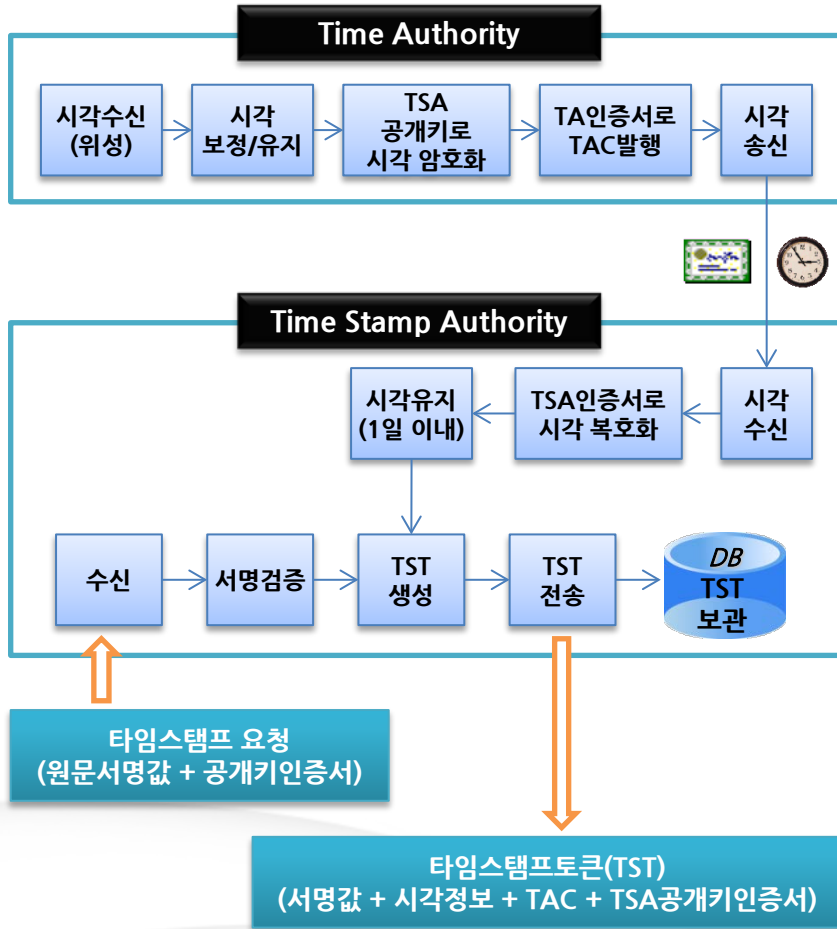 Time Authority
시각수신
(위성)
시각
보정/유지
TSA
공개키로
시각 암호화
TA인증서로
TAC발행
시각
송신
Time Stamp Authority
시각유지
(1일 이내)
TSA인증서로
시각 복호화
시각
수신
수신
서명검증
TST
생성
TST
전송
DB
TST
보관
타임스탬프 요청
(원문서명값 + 공개키인증서)
타임스탬프토큰(TST)
(서명값 + 시각정보 + TAC + TSA공개키인증서)